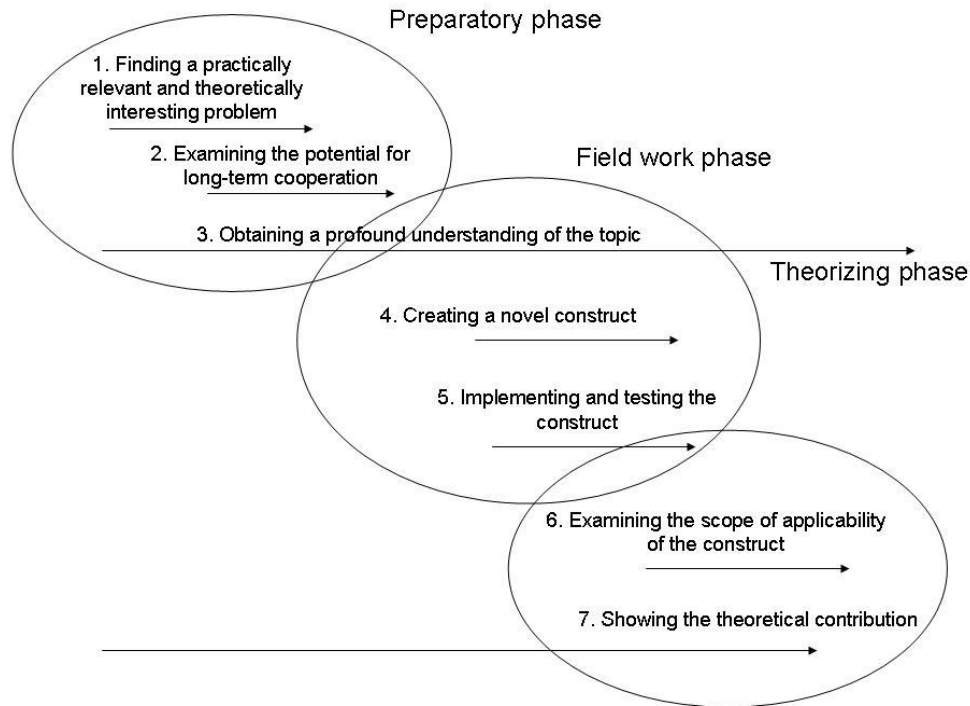 Preparatory phase
1. Finding a practically
relevant and theoretically
interesting problem
2. Examining the potential for
long-term cooperation
Field work phase
3. Obtaining a profound understanding of the topic
Theorizing phase
4. Creating a novel construct
5. Implementing and testing the
construct
6. Examining the scope of applicability
of the construct
7. Showing the theoretical contribution